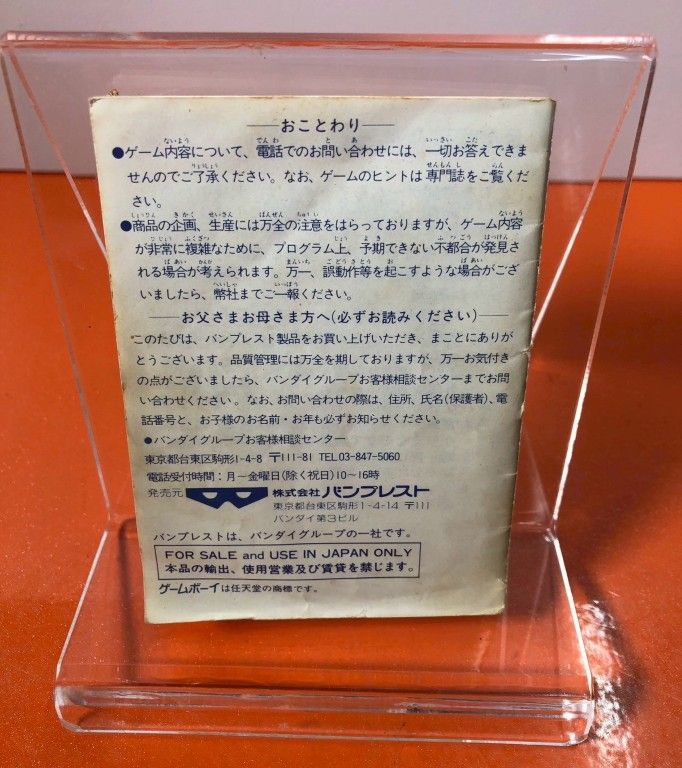 おことわり
●ゲーム内容について、電話でのお問い合わせには、一切お答えできま
せんのでご了承ください。なお、ゲームのヒントは専門誌をご覧くだ
さい。
●商品の企画、生産には万全の注意をはらっておりますが、ゲーム内容
が非常に複雑なために、プログラム上、予期できない不都合が発見さ
れる場合が考えられます。万一、誤動作等を起こすような場合がござ
いましたら、幣社までご一報ください。
お父さまお母さま方へ(必ずお読みください)
このたびは、バンプレスト製品をお買い上げいただき、まことにありが
とうございます。品質管理には万全を期しておりますが、万一お気付き
の点がございましたら、バンダイグループお客様相談センターまでお問
い合わせください。なお、お問い合わせの際は、住所、氏名(保護者)、電
話番号と、お子様のお名前・お年も必ずお知らせください。
●バンダイグループお客様相談センター
東京都台東区駒形1-4-8 〒111-81 TEL03-847-5060
電話受付時間：月〜金曜日(除く祝日)10〜16時
発売元 株式会社バンプレスト
東京都台東区駒形1-4-14 〒111
バンダイ第3ビル
バンプレストは、バンダイグループの一社です。
FOR SALE and USE IN JAPAN ONLY
本品の輸出、使用営業及び賃貸を禁じます。
ゲームボーイは任天堂の商標です。